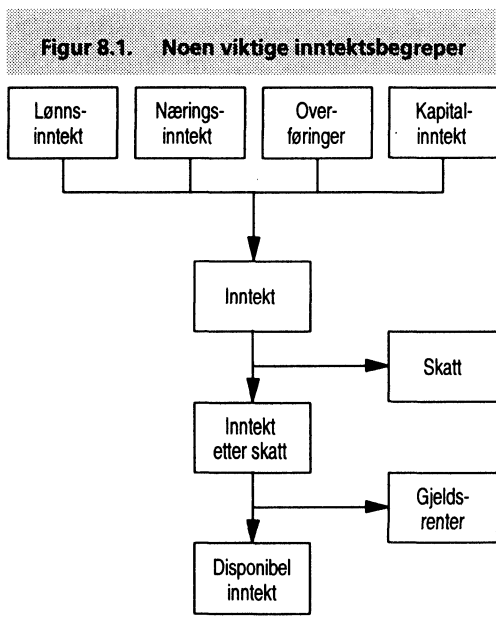 Figur 8.1. Noen viktige inntektsbegreper
Lønns-
inntekt
Nærings-
inntekt
Over-
føringer
Kapital-
inntekt
Inntekt
Skatt
Inntekt
etter skatt
Gjelds-
renter
Disponibel
inntekt